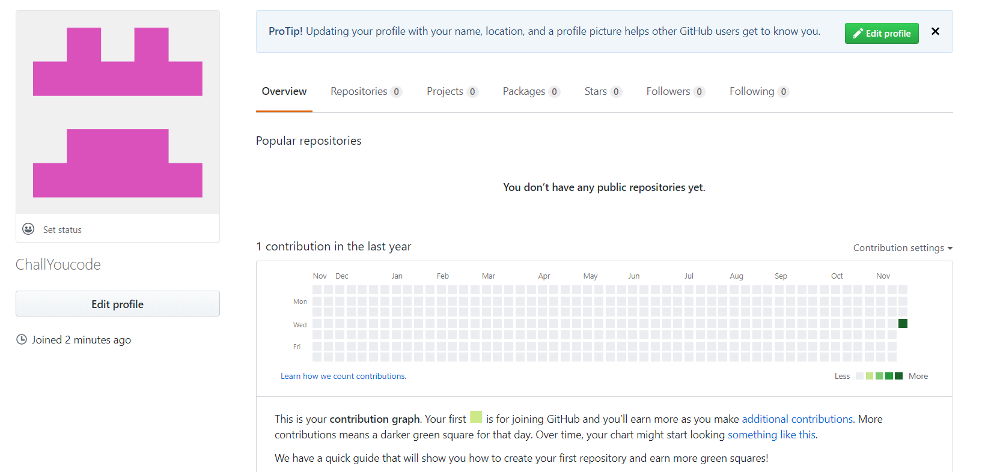 ProTip! Updating your profile with your name, location, and a profile picture helps other GitHub users get to know you.
Edit profile
Overview Repositories 0 Projects 0 Packages 0 Stars 0 Followers 0 Following 0
Popular repositories
You don’t have any public repositories yet.
Set status
ChallYoucode
Edit profile
Joined 2 minutes ago
1 contribution in the last year
Contribution settings
Nov Dec Jan Feb Mar Apr May Jun Jul Aug Sep Oct Nov
Mon
Wed
Fri
Learn how we count contributions.
Less More
This is your contribution graph. Your first is for joining GitHub and you’ll earn more as you make additional contributions. More
contributions means a darker green square for that day. Over time, your chart might start looking something like this.
We have a quick guide that will show you how to create your first repository and earn more green squares!